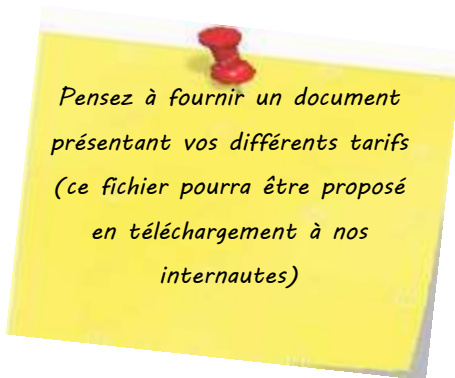 Pensez à fournir un document
présentant vos différents tarifs
(ce fichier pourra être proposé
en téléchargement à nos
internautes)